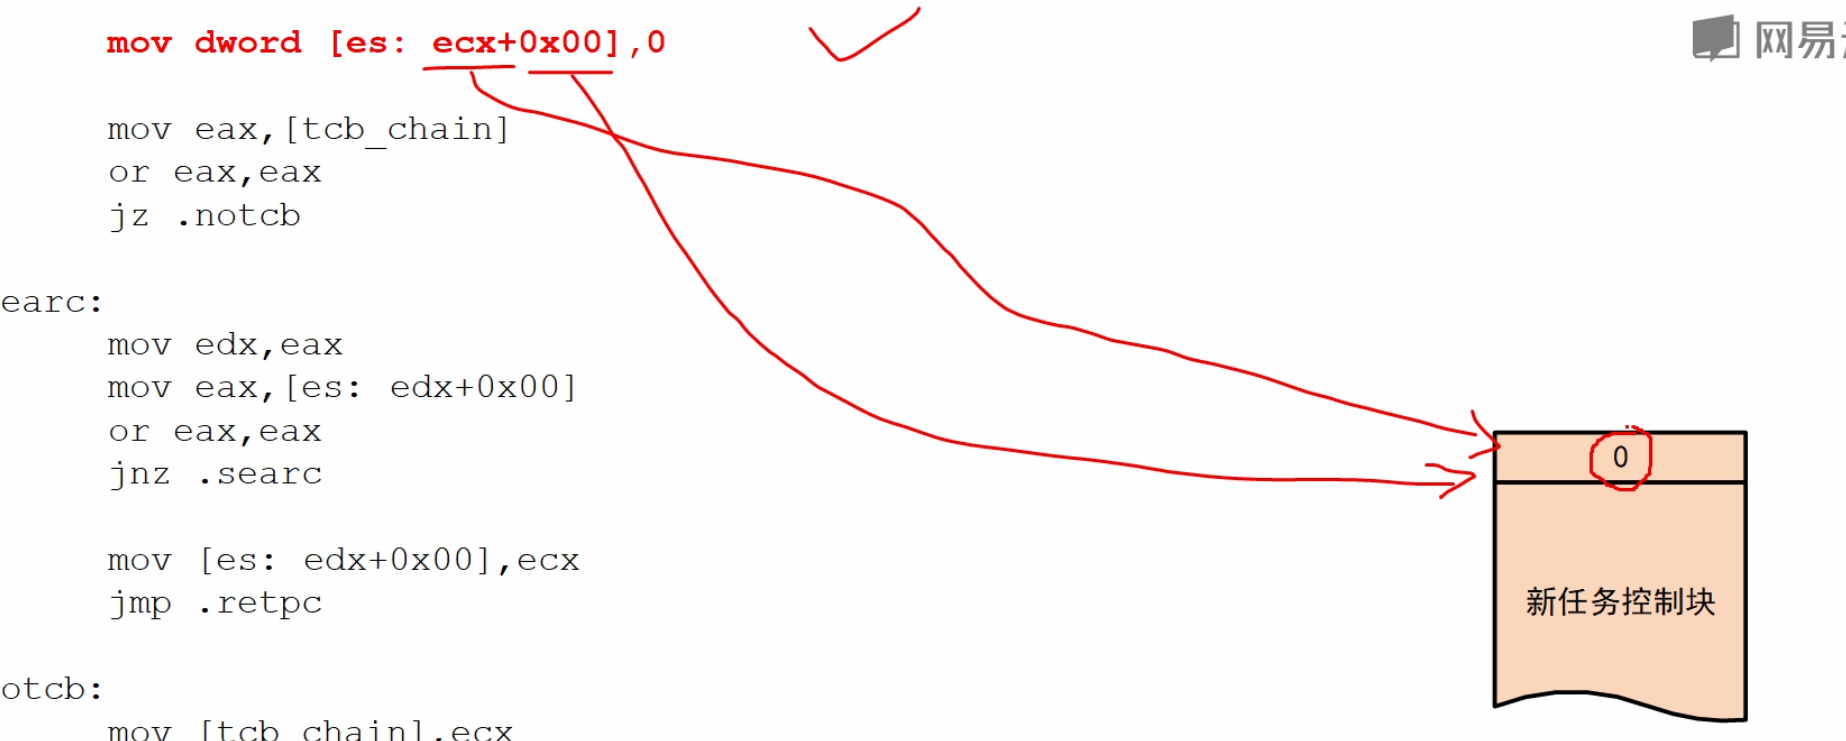 mov dword [es: ecx+0x00],0
网易
mov eax,[tcb_chain]
or eax,eax
jz .notcb
earc:
mov edx,eax
mov eax,[es: edx+0x00]
or eax,eax
jnz .searc
0
mov [es: edx+0x00],ecx
jmp .retpc
新任务控制块
otcb:
mov [tcb_chain],ecx